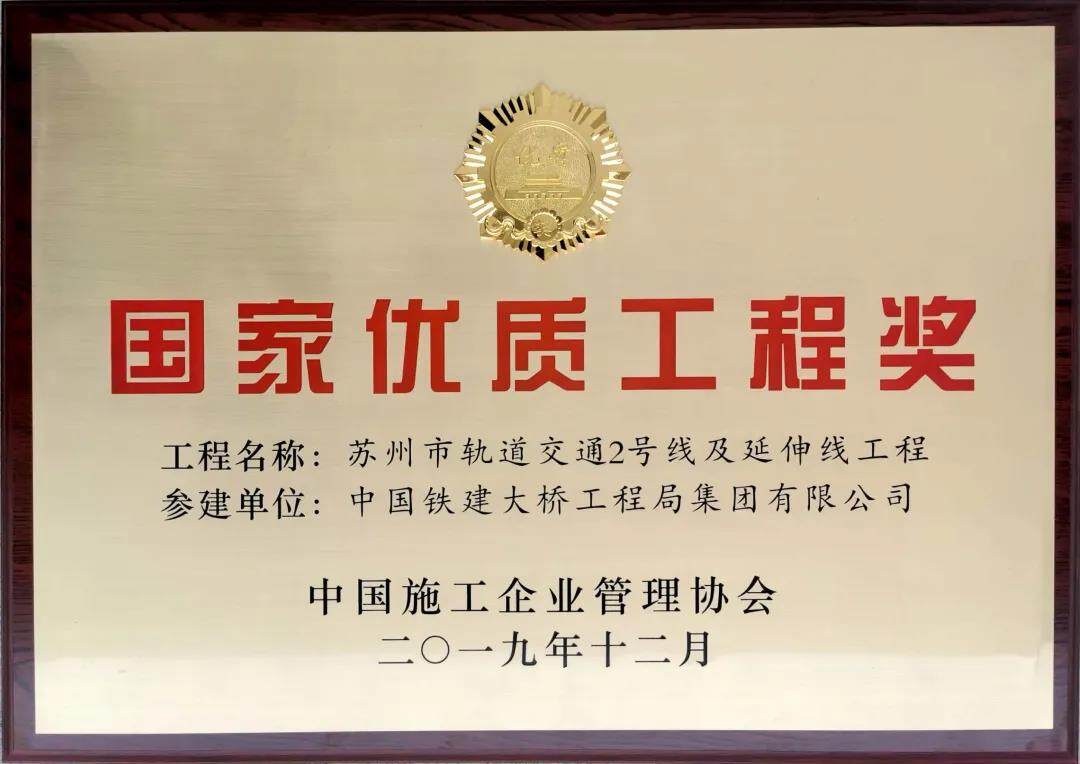 国家优质工程奖
工程名称：苏州市轨道交通2号线及延伸线工程
参建单位：中国铁建大桥工程局集团有限公司
中国施工企业管理协会
二〇一九年十二月